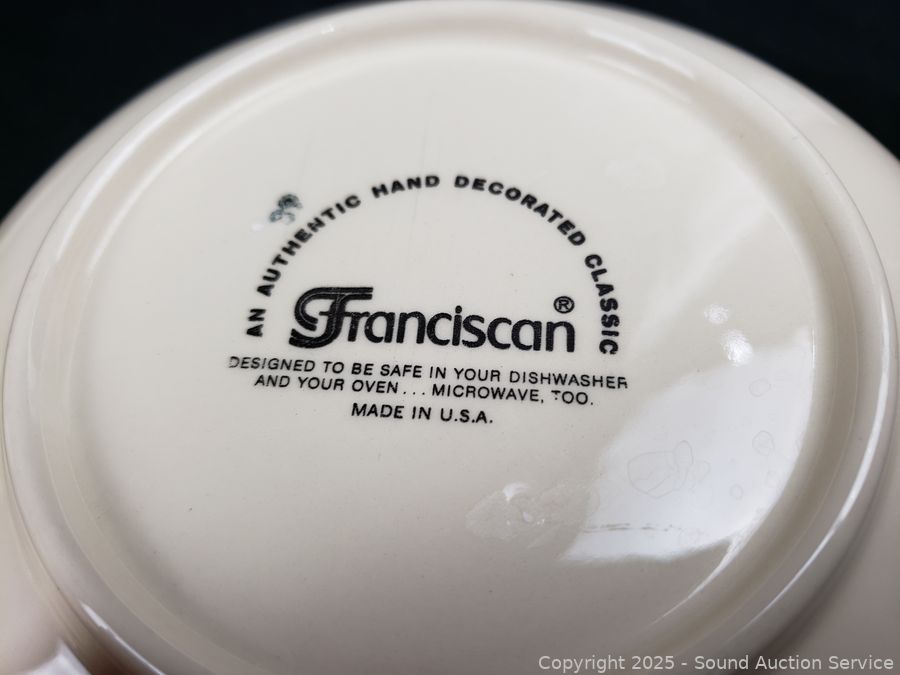 AN AUTHENTIC HAND DECORATED CLASSIC
Franciscan®
DESIGNED TO BE SAFE IN YOUR DISHWASHER
AND YOUR OVEN... MICROWAVE, TOO.
MADE IN U.S.A.
Copyright 2025 - Sound Auction Service